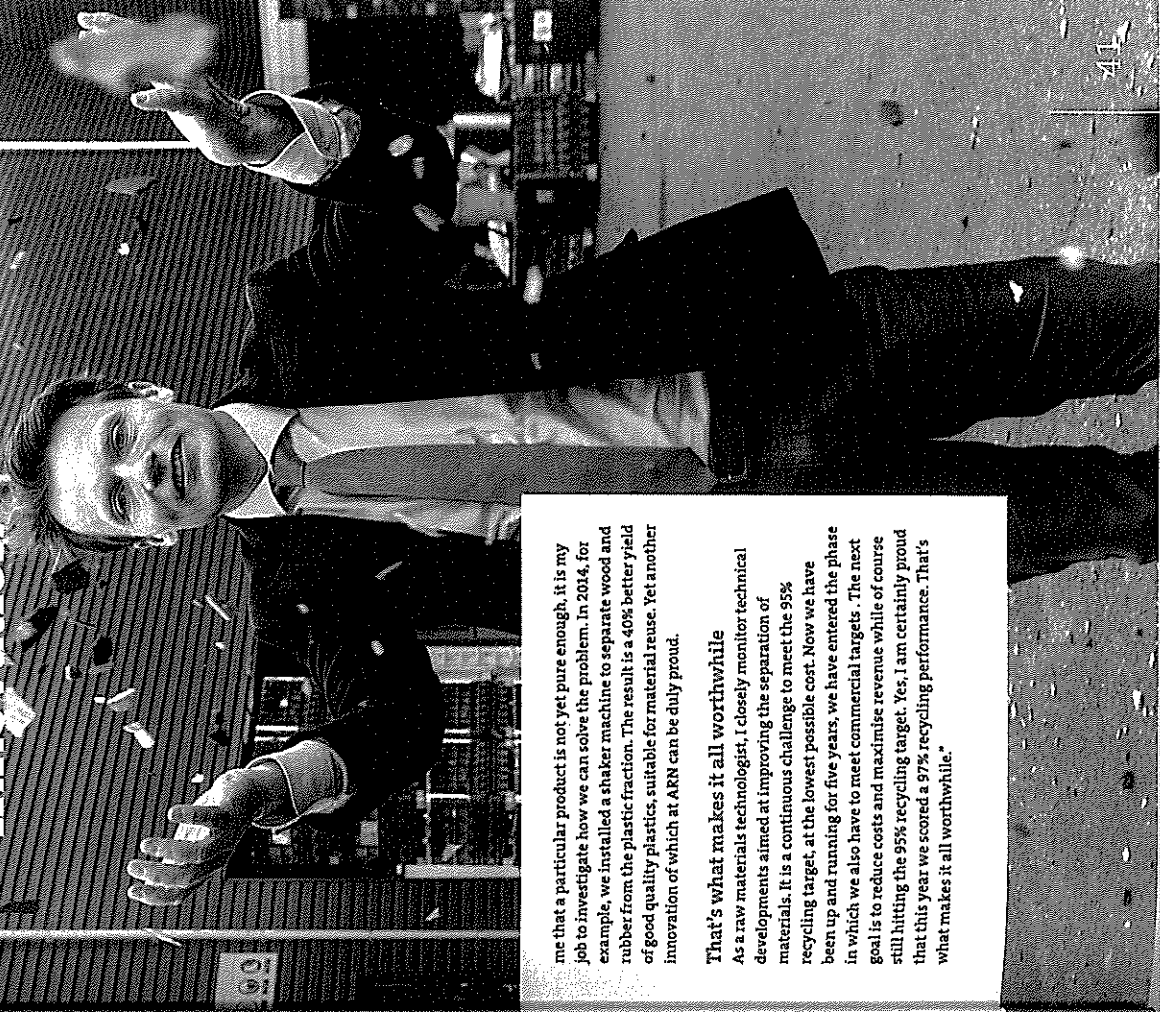 me that a particular product is not yet pure enough, it is my
job to investigate how we can solve the problem. In 2014, for
example, we installed a shaker machine to separate wood and
rubber from the plastic fraction. The result is a 40% better yield
of good quality plastics, suitable for material reuse. Yet another
innovation of which at ARN can be duly proud.
That's what makes it all worthwhile
As a raw materials technologist, I closely monitor technical
developments aimed at improving the separation of
materials. It is a continuous challenge to meet the 95%
recycling target, at the lowest possible cost. Now we have
been up and running for five years, we have entered the phase
in which we also have to meet commercial targets . The next
goal is to reduce costs and maximise revenue while of course
still hitting the 95% recycling target. Yes, I am certainly proud
that this year we scored a 97% recycling performance. That's
what makes it all worthwhile."
41